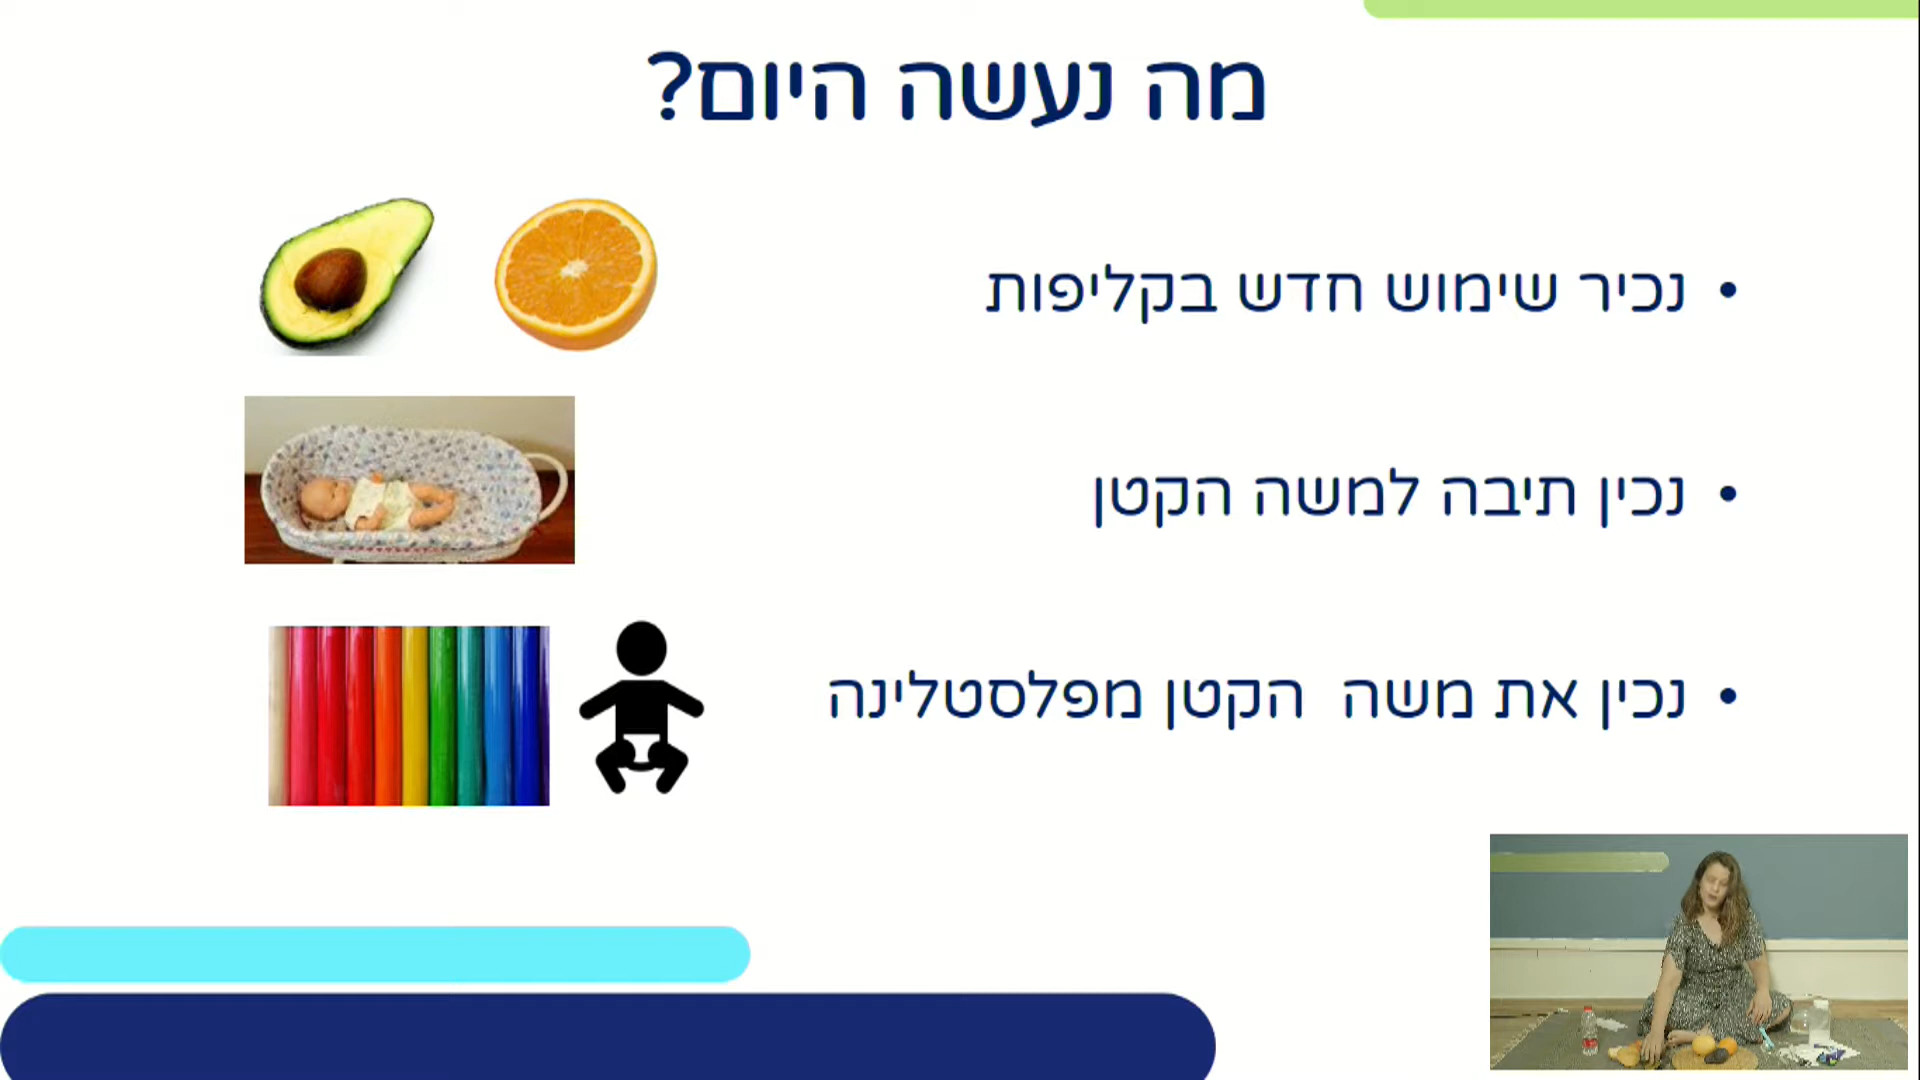 מה נעשה היום?
• נכיר שימוש חדש בקליפות
• נכין תיבה למשה הקטן
• נכין את משה  הקטן מפלסטלינה